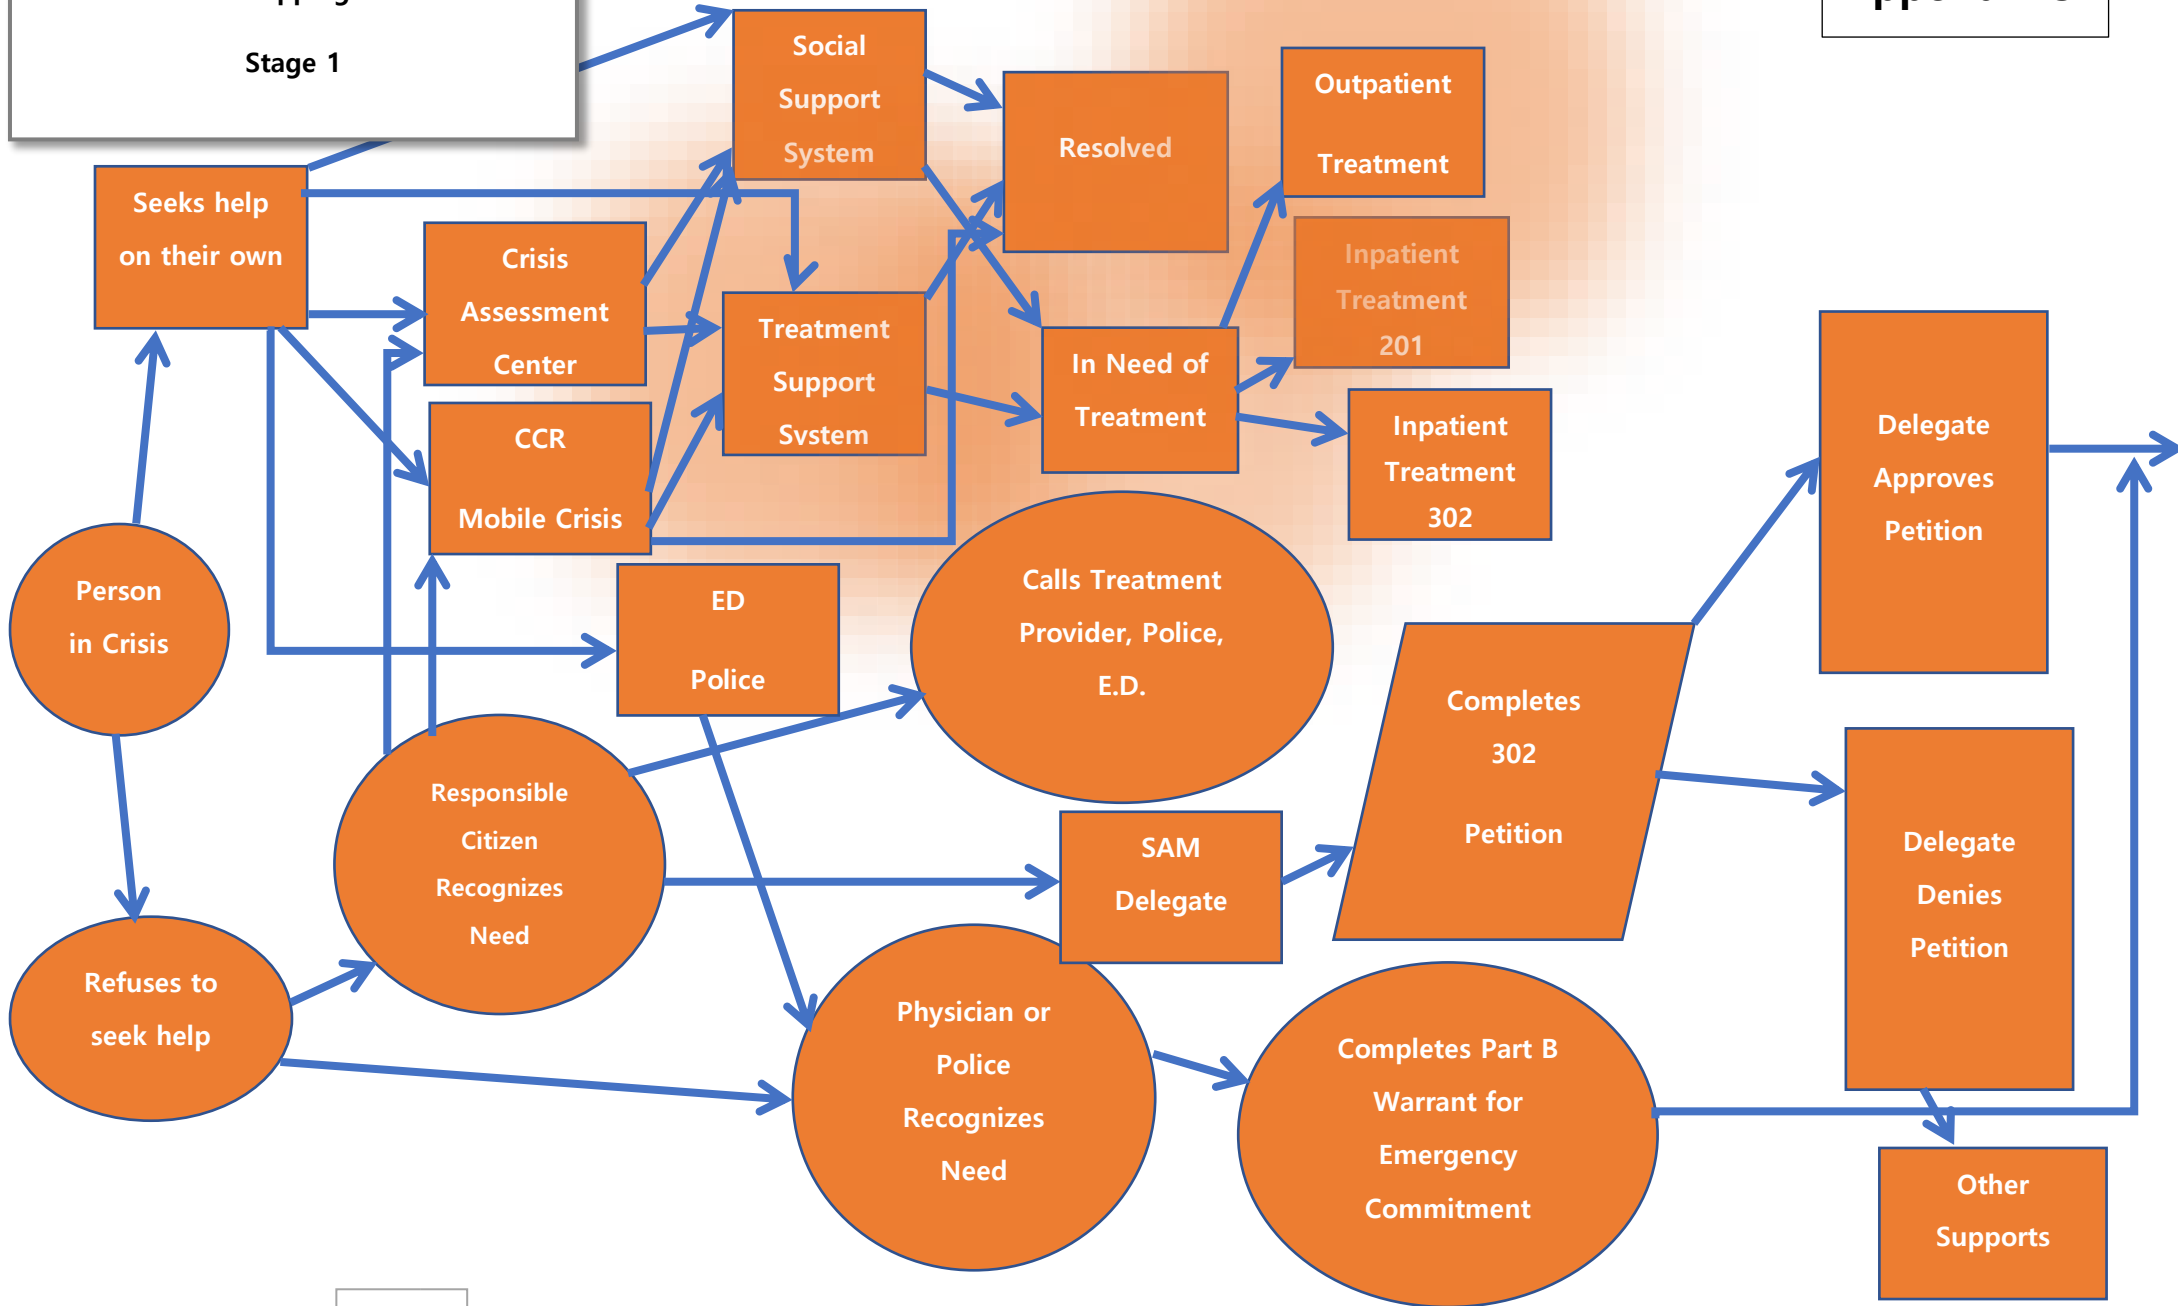 Stage 1
Social
Support
System
Resolved
Outpatient
Treatment
Seeks help
on their own
Crisis
Assessment
Center
Inpatient
Treatment
201
Treatment
Support
System
In Need of
Treatment
CCR
Mobile Crisis
Inpatient
Treatment
302
Delegate
Approves
Petition
Person
in Crisis
ED
Police
Calls Treatment
Provider, Police,
E.D.
Completes
302
Petition
Responsible
Citizen
Recognizes
Need
SAM
Delegate
Delegate
Denies
Petition
Refuses to
seek help
Physician or
Police
Recognizes
Need
Completes Part B
Warrant for
Emergency
Commitment
Other
Supports